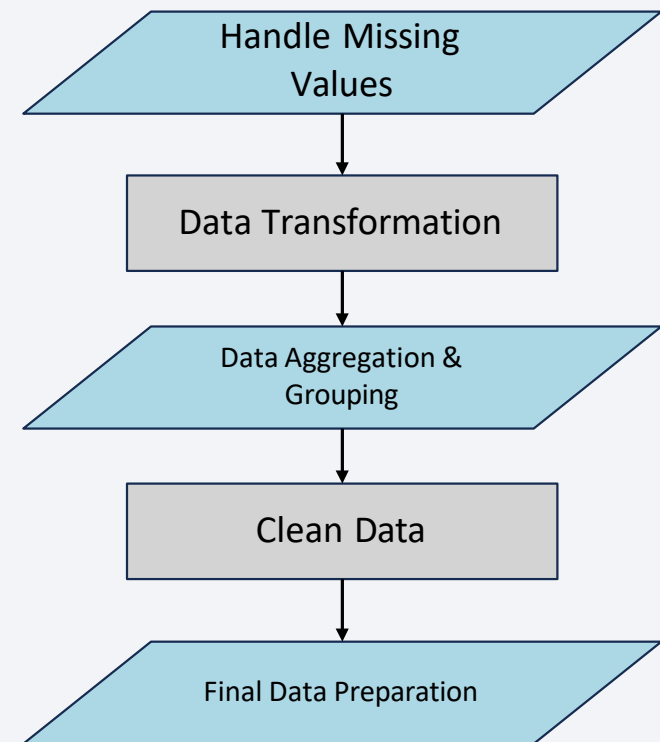 Handle Missing
Values
Data Transformation
Data Aggregation &
Grouping
Clean Data
Final Data Preparation